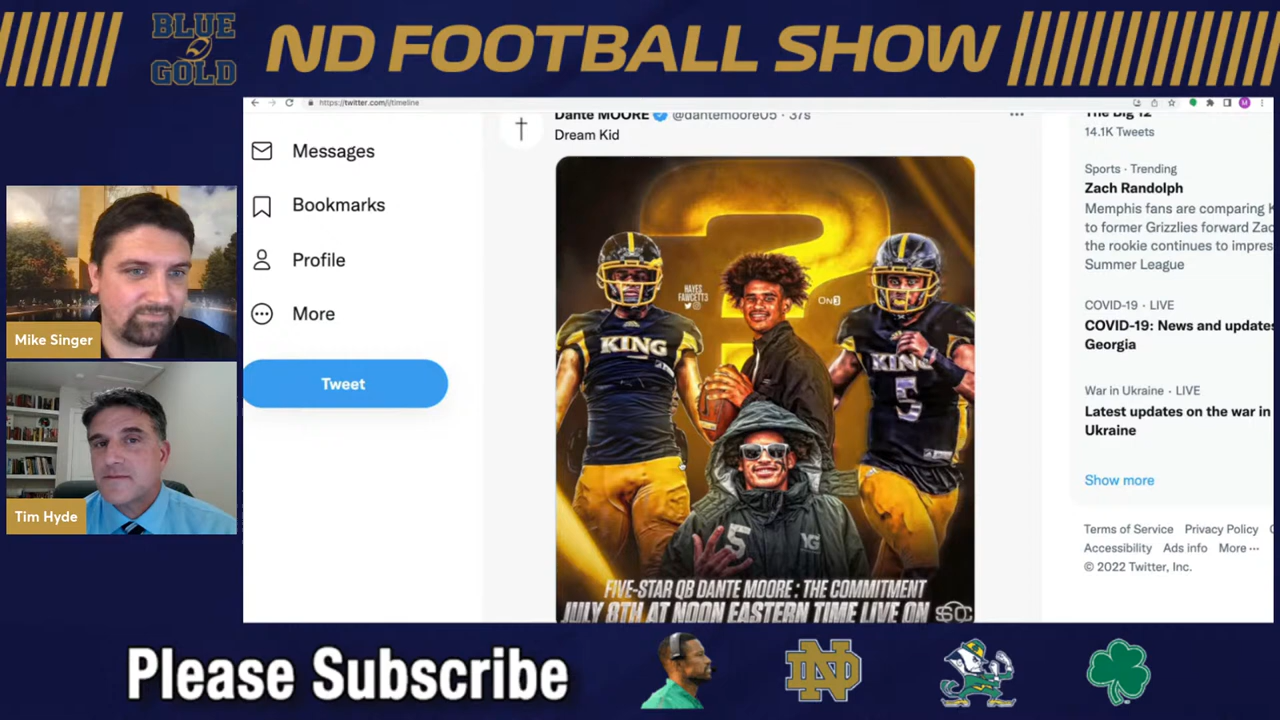 BLUE
GOLD
ND FOOTBALL SHOW
https://twitter.com/i/timeline
Messages
Bookmarks
Profile
More
Tweet
Dante MOORE @dantemoore05 · 37s
Dream Kid
HAYES
FAWCETT3
On3
KING
KING
5
5
FIVE-STAR QB DANTE MOORE : THE COMMITMENT
JULY 8TH AT NOON EASTERN TIME LIVE ON
The Big 12
14.1K Tweets
Sports · Trending
Zach Randolph
Memphis fans are comparing K
to former Grizzlies forward Zac
the rookie continues to impres
Summer League
COVID-19 · LIVE
COVID-19: News and updates
Georgia
War in Ukraine · LIVE
Latest updates on the war in
Ukraine
Show more
Terms of Service Privacy Policy
Accessibility Ads info More ···
© 2022 Twitter, Inc.
Mike Singer
Tim Hyde
Please Subscribe
ND